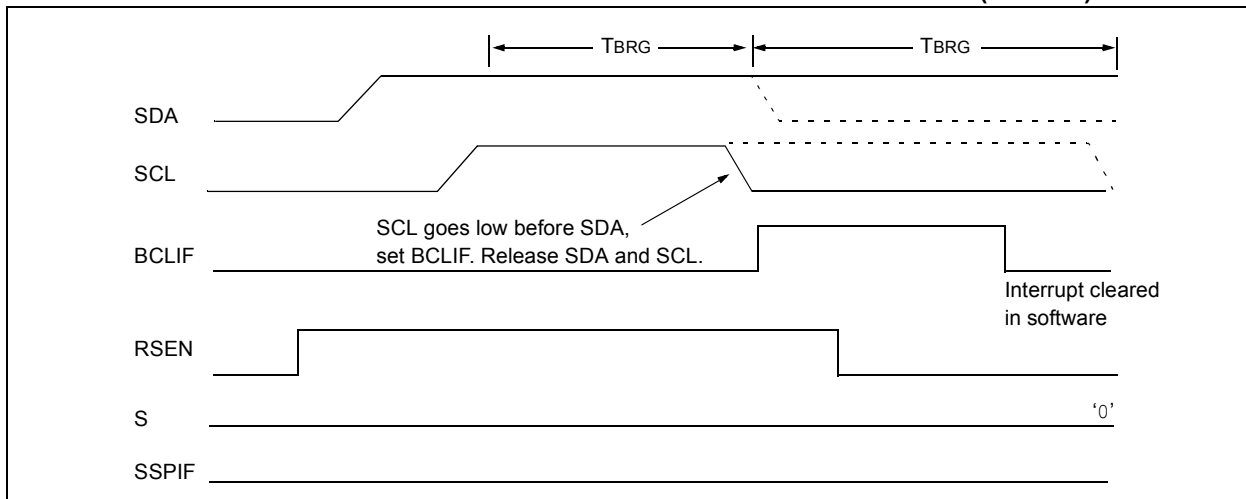 TBRG TBRG
SDA
SCL
SCL goes low before SDA,
set BCLIF. Release SDA and SCL.
BCLIF
Interrupt cleared
in software
RSEN
S ‘0’
SSPIF